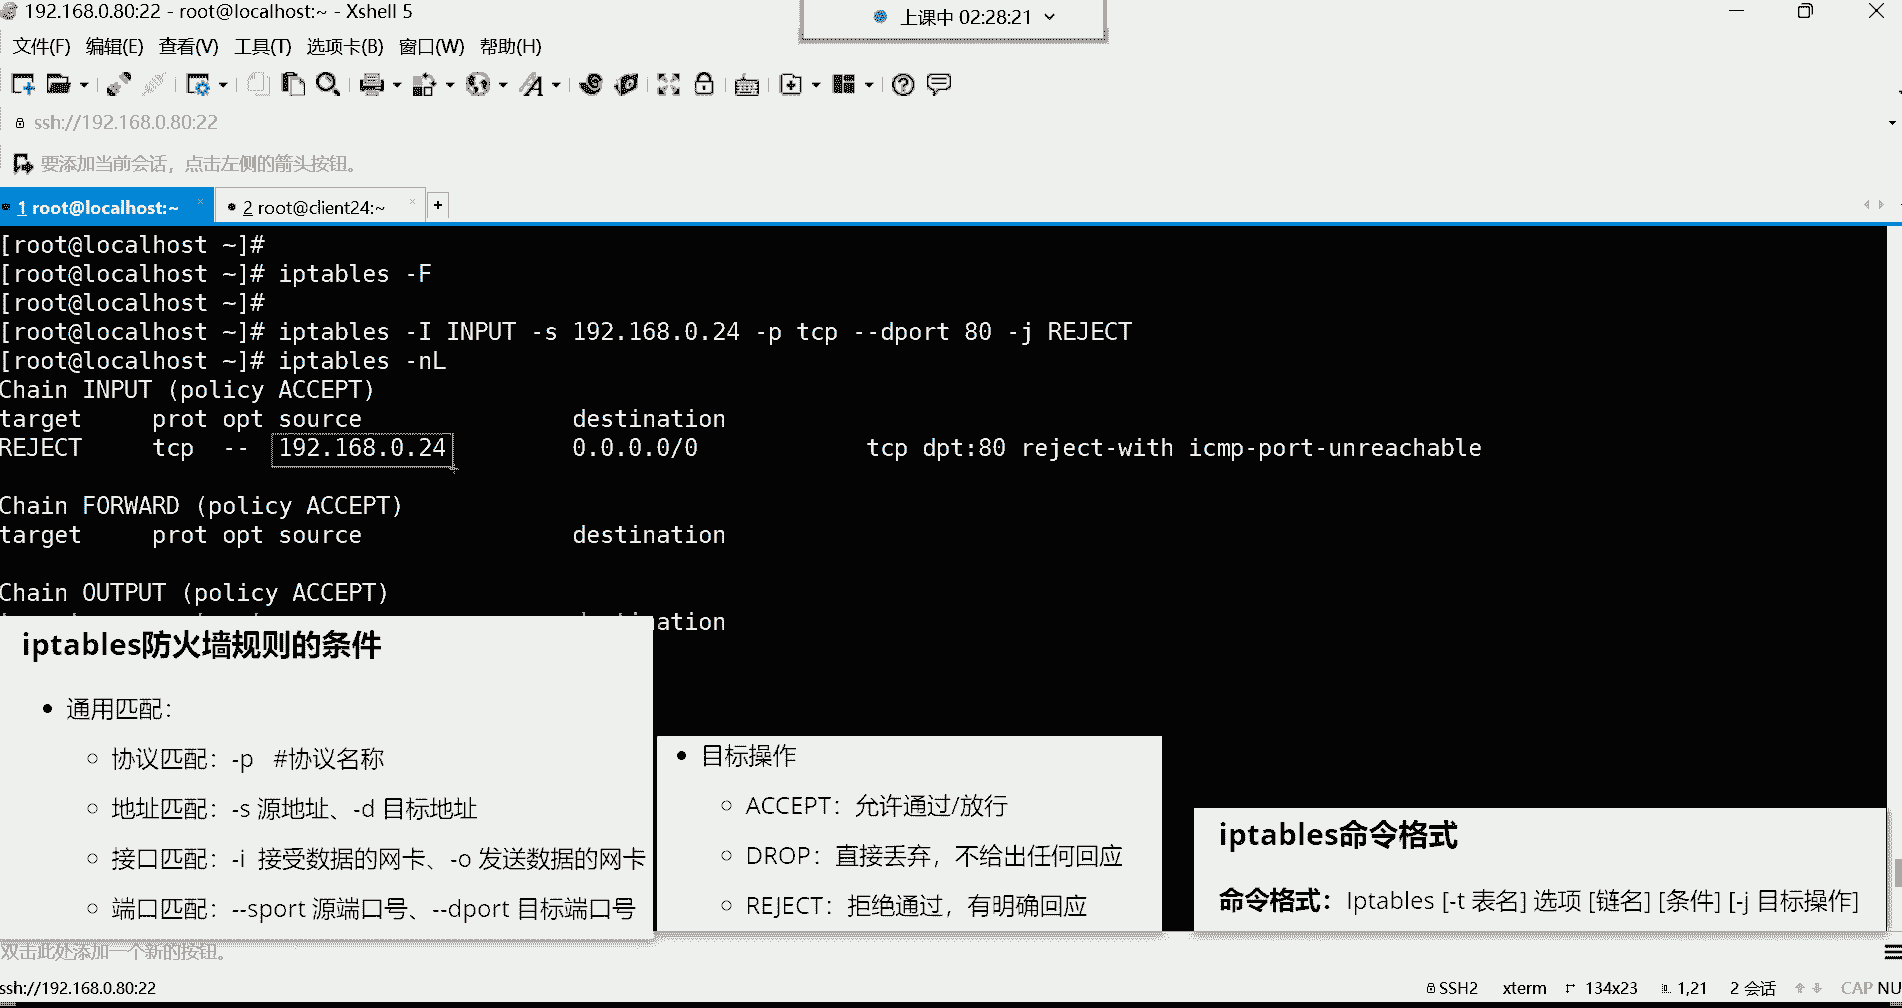 192.168.0.80:22 - root@localhost:~ - Xshell 5
上课中 02:28:21
文件(F) 编辑(E) 查看(V) 工具(T) 选项卡(B) 窗口(W) 帮助(H)
ssh://192.168.0.80:22
要添加当前会话，点击左侧的箭头按钮。
1 root@localhost:~ × 2 root@client24:~ × +
[root@localhost ~]#
[root@localhost ~]# iptables -F
[root@localhost ~]#
[root@localhost ~]# iptables -I INPUT -s 192.168.0.24 -p tcp --dport 80 -j REJECT
[root@localhost ~]# iptables -nL
Chain INPUT (policy ACCEPT)
target prot opt source destination
REJECT tcp -- 192.168.0.24 0.0.0.0/0 tcp dpt:80 reject-with icmp-port-unreachable
Chain FORWARD (policy ACCEPT)
target prot opt source destination
Chain OUTPUT (policy ACCEPT)
iptables防火墙规则的条件
• 通用匹配：
○ 协议匹配：-p #协议名称
○ 地址匹配：-s 源地址、-d 目标地址
○ 接口匹配：-i 接受数据的网卡、-o 发送数据的网卡
○ 端口匹配：--sport 源端口号、--dport 目标端口号
• 目标操作
○ ACCEPT：允许通过/放行
○ DROP：直接丢弃，不给出任何回应
○ REJECT：拒绝通过，有明确回应
iptables命令格式
命令格式：Iptables [-t 表名] 选项 [链名] [条件] [-j 目标操作]
双击此处添加一个新的按钮。
ssh://192.168.0.80:22 SSH2 xterm 134x23 1,21 2 会话 CAP NU